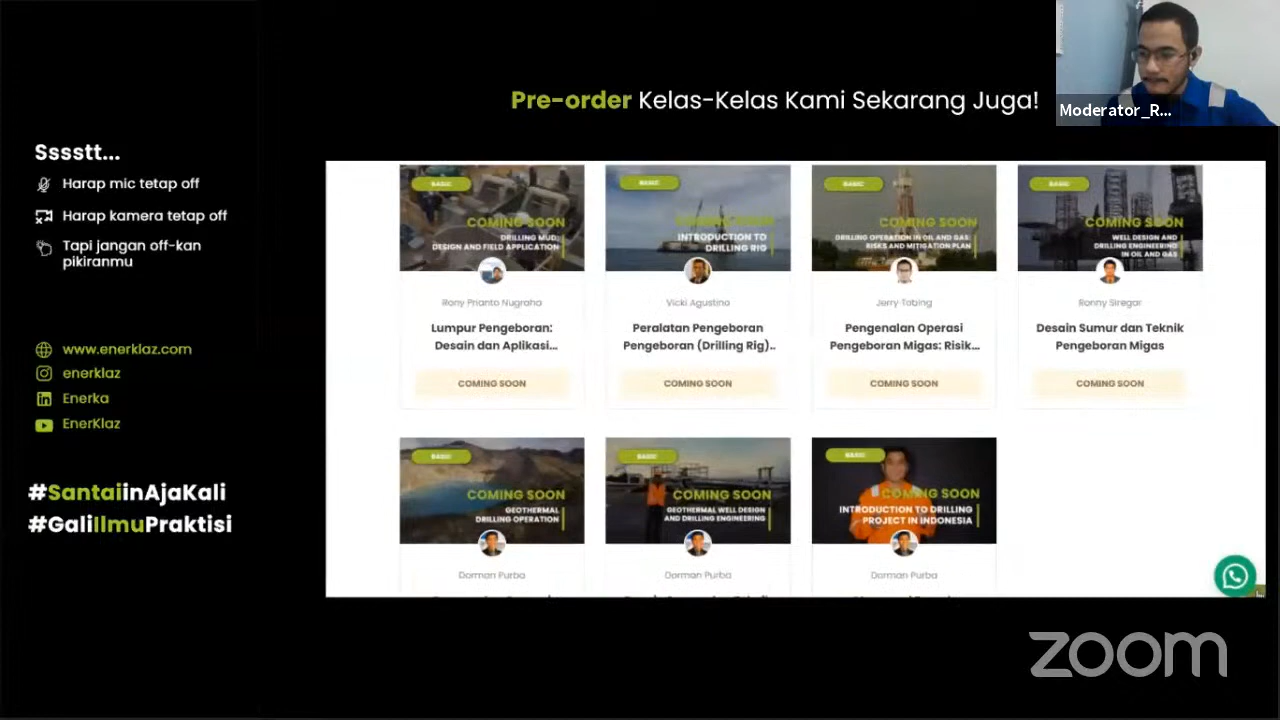 Pre-order Kelas-Kelas Kami Sekarang Juga!
Moderator_R...
Sssstt...
Harap mic tetap off
Harap kamera tetap off
Tapi jangan off-kan
pikiranmu
www.enerklaz.com
enerklaz
Enerka
EnerKlaz
#SantaiinAjaKali
#GaliIlmuPraktisi
BASIC
COMING SOON
DRILLING MUD:
DESIGN AND FIELD APPLICATION
Rony Prianto Nugraha
Lumpur Pengeboran:
Desain dan Aplikasi...
COMING SOON
BASIC
COMING SOON
INTRODUCTION TO
DRILLING RIG
Vicki Agustina
Peralatan Pengeboran
Pengeboran (Drilling Rig)..
COMING SOON
BASIC
COMING SOON
DRILLING OPERATION IN OIL AND GAS:
RISKS AND MITIGATION PLAN
Jerry Tobing
Pengenalan Operasi
Pengeboran Migas: Risik...
COMING SOON
BASIC
COMING SOON
WELL DESIGN AND
DRILLING ENGINEERING
IN OIL AND GAS
Ronny Siregar
Desain Sumur dan Teknik
Pengeboran Migas
COMING SOON
BASIC
COMING SOON
GEOTHERMAL
DRILLING OPERATION
Dorman Purba
BASIC
COMING SOON
GEOTHERMAL WELL DESIGN
AND DRILLING ENGINEERING
Dorman Purba
BASIC
COMING SOON
INTRODUCTION TO DRILLING
PROJECT IN INDONESIA
Dorman Purba
zoom